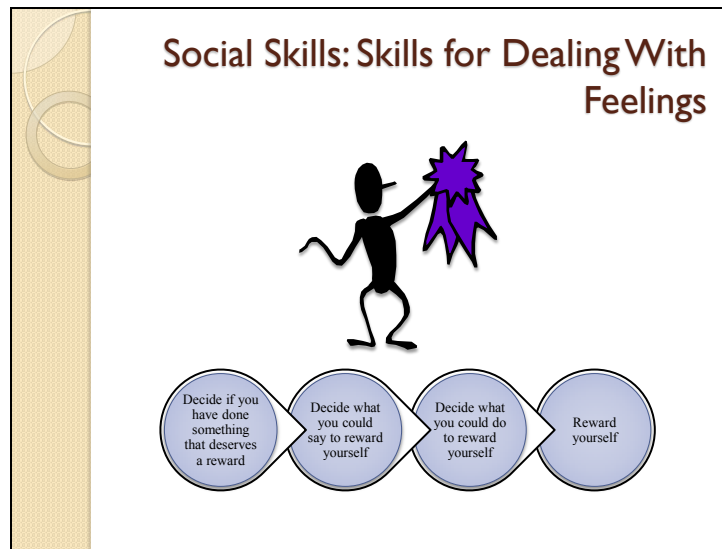 Social Skills: Skills for Dealing With
Feelings
Decide if you
have done
something
that deserves
a reward
Decide what
you could
say to reward
yourself
Decide what
you could do
to reward
yourself
Reward
yourself